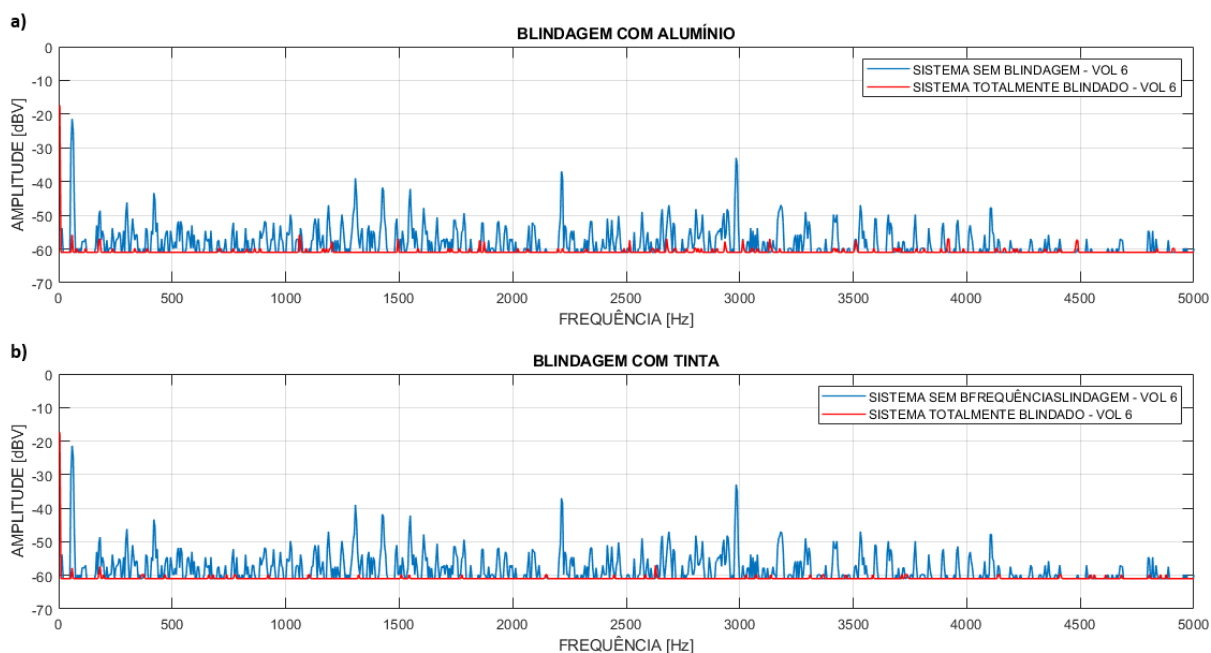 a)
BLINDAGEM COM ALUMÍNIO
0
-10
-20
-30
-40
-50
-60
-70
AMPLITUDE [dBV]
SISTEMA SEM BLINDAGEM - VOL 6
SISTEMA TOTALMENTE BLINDADO - VOL 6
0 500 1000 1500 2000 2500 3000 3500 4000 4500 5000
FREQUÊNCIA [Hz]
b)
BLINDAGEM COM TINTA
0
-10
-20
-30
-40
-50
-60
-70
AMPLITUDE [dBV]
SISTEMA SEM BFREQUÊNCIASLINDAGEM - VOL 6
SISTEMA TOTALMENTE BLINDADO - VOL 6
0 500 1000 1500 2000 2500 3000 3500 4000 4500 5000
FREQUÊNCIA [Hz]